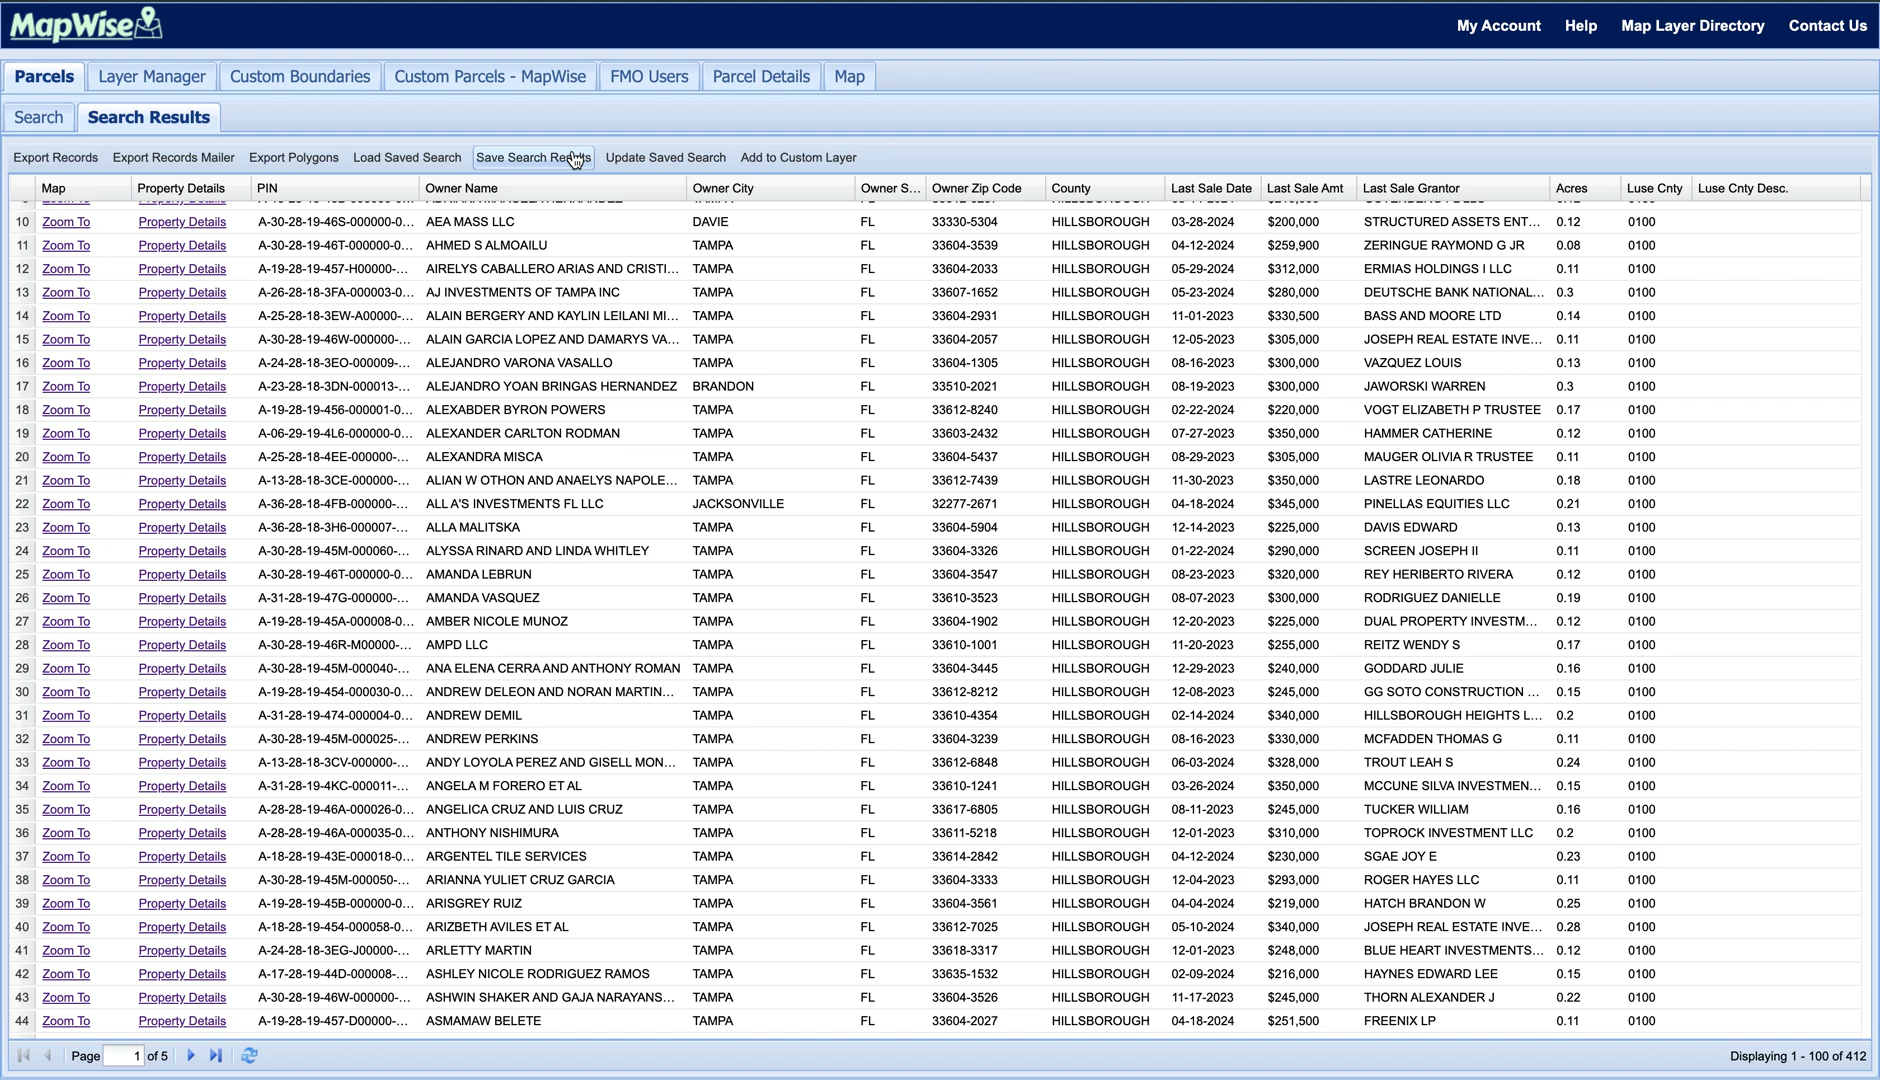 MapWise
My Account Help Map Layer Directory Contact Us
Parcels Layer Manager Custom Boundaries Custom Parcels - MapWise FMO Users Parcel Details Map
Search Search Results
Export Records Export Records Mailer Export Polygons Load Saved Search Save Search Results Update Saved Search Add to Custom Layer
Map Property Details PIN Owner Name Owner City Owner S... Owner Zip Code County Last Sale Date Last Sale Amt Last Sale Grantor Acres Luse Cnty Luse Cnty Desc.
10 Zoom To Property Details A-30-28-19-46S-000000-0... AEA MASS LLC DAVIE FL 33330-5304 HILLSBOROUGH 03-28-2024 $200,000 STRUCTURED ASSETS ENT... 0.12 0100
11 Zoom To Property Details A-30-28-19-46T-000000-0... AHMED S ALMOAILU TAMPA FL 33604-3539 HILLSBOROUGH 04-12-2024 $259,900 ZERINGUE RAYMOND G JR 0.08 0100
12 Zoom To Property Details A-19-28-19-457-H00000-... AIRELYS CABALLERO ARIAS AND CRISTI... TAMPA FL 33604-2033 HILLSBOROUGH 05-29-2024 $312,000 ERMIAS HOLDINGS I LLC 0.11 0100
13 Zoom To Property Details A-26-28-18-3FA-000003-0... AJ INVESTMENTS OF TAMPA INC TAMPA FL 33607-1652 HILLSBOROUGH 05-23-2024 $280,000 DEUTSCHE BANK NATIONAL... 0.3 0100
14 Zoom To Property Details A-25-28-18-3EW-A00000-... ALAIN BERGERY AND KAYLIN LEILANI MI... TAMPA FL 33604-2931 HILLSBOROUGH 11-01-2023 $330,500 BASS AND MOORE LTD 0.14 0100
15 Zoom To Property Details A-30-28-19-46W-000000-... ALAIN GARCIA LOPEZ AND DAMARYS VA... TAMPA FL 33604-2057 HILLSBOROUGH 12-05-2023 $305,000 JOSEPH REAL ESTATE INVE... 0.11 0100
16 Zoom To Property Details A-24-28-18-3EO-000009-... ALEJANDRO VARONA VASALLO TAMPA FL 33604-1305 HILLSBOROUGH 08-16-2023 $300,000 VAZQUEZ LOUIS 0.13 0100
17 Zoom To Property Details A-23-28-18-3DN-000013-... ALEJANDRO YOAN BRINGAS HERNANDEZ BRANDON FL 33510-2021 HILLSBOROUGH 08-19-2023 $300,000 JAWORSKI WARREN 0.3 0100
18 Zoom To Property Details A-19-28-19-456-000001-0... ALEXABDER BYRON POWERS TAMPA FL 33612-8240 HILLSBOROUGH 02-22-2024 $220,000 VOGT ELIZABETH P TRUSTEE 0.17 0100
19 Zoom To Property Details A-06-29-19-4L6-000000-0... ALEXANDER CARLTON RODMAN TAMPA FL 33603-2432 HILLSBOROUGH 07-27-2023 $350,000 HAMMER CATHERINE 0.12 0100
20 Zoom To Property Details A-25-28-18-4EE-000000-... ALEXANDRA MISCA TAMPA FL 33604-5437 HILLSBOROUGH 08-29-2023 $305,000 MAUGER OLIVIA R TRUSTEE 0.11 0100
21 Zoom To Property Details A-13-28-18-3CE-000000-... ALIAN W OTHON AND ANAELYS NAPOLE... TAMPA FL 33612-7439 HILLSBOROUGH 11-30-2023 $350,000 LASTRE LEONARDO 0.18 0100
22 Zoom To Property Details A-36-28-18-4FB-000000-... ALL A'S INVESTMENTS FL LLC JACKSONVILLE FL 32277-2671 HILLSBOROUGH 04-18-2024 $345,000 PINELLAS EQUITIES LLC 0.21 0100
23 Zoom To Property Details A-36-28-18-3H6-000007-... ALLA MALITSKA TAMPA FL 33604-5904 HILLSBOROUGH 12-14-2023 $225,000 DAVIS EDWARD 0.13 0100
24 Zoom To Property Details A-30-28-19-45M-000060-... ALYSSA RINARD AND LINDA WHITLEY TAMPA FL 33604-3326 HILLSBOROUGH 01-22-2024 $290,000 SCREEN JOSEPH II 0.11 0100
25 Zoom To Property Details A-30-28-19-46T-000000-0... AMANDA LEBRUN TAMPA FL 33604-3547 HILLSBOROUGH 08-23-2023 $320,000 REY HERIBERTO RIVERA 0.12 0100
26 Zoom To Property Details A-31-28-19-47G-000000-... AMANDA VASQUEZ TAMPA FL 33610-3523 HILLSBOROUGH 08-07-2023 $300,000 RODRIGUEZ DANIELLE 0.19 0100
27 Zoom To Property Details A-19-28-19-45A-000008-0... AMBER NICOLE MUNOZ TAMPA FL 33604-1902 HILLSBOROUGH 12-20-2023 $225,000 DUAL PROPERTY INVESTM... 0.12 0100
28 Zoom To Property Details A-30-28-19-46R-M00000-... AMPD LLC TAMPA FL 33610-1001 HILLSBOROUGH 11-20-2023 $255,000 REITZ WENDY S 0.17 0100
29 Zoom To Property Details A-30-28-19-45M-000040-... ANA ELENA CERRA AND ANTHONY ROMAN TAMPA FL 33604-3445 HILLSBOROUGH 12-29-2023 $240,000 GODDARD JULIE 0.16 0100
30 Zoom To Property Details A-19-28-19-454-000030-0... ANDREW DELEON AND NORAN MARTIN... TAMPA FL 33612-8212 HILLSBOROUGH 12-08-2023 $245,000 GG SOTO CONSTRUCTION ... 0.15 0100
31 Zoom To Property Details A-31-28-19-474-000004-0... ANDREW DEMIL TAMPA FL 33610-4354 HILLSBOROUGH 02-14-2024 $340,000 HILLSBOROUGH HEIGHTS L... 0.2 0100
32 Zoom To Property Details A-30-28-19-45M-000025-... ANDREW PERKINS TAMPA FL 33604-3239 HILLSBOROUGH 08-16-2023 $330,000 MCFADDEN THOMAS G 0.11 0100
33 Zoom To Property Details A-13-28-18-3CV-000000-... ANDY LOYOLA PEREZ AND GISELL MON... TAMPA FL 33612-6848 HILLSBOROUGH 06-03-2024 $328,000 TROUT LEAH S 0.24 0100
34 Zoom To Property Details A-31-28-19-4KC-000011-... ANGELA M FORERO ET AL TAMPA FL 33610-1241 HILLSBOROUGH 03-26-2024 $350,000 MCCUNE SILVA INVESTMEN... 0.15 0100
35 Zoom To Property Details A-28-28-19-46A-000026-0... ANGELICA CRUZ AND LUIS CRUZ TAMPA FL 33617-6805 HILLSBOROUGH 08-11-2023 $245,000 TUCKER WILLIAM 0.16 0100
36 Zoom To Property Details A-28-28-19-46A-000035-0... ANTHONY NISHIMURA TAMPA FL 33611-5218 HILLSBOROUGH 12-01-2023 $310,000 TOPROCK INVESTMENT LLC 0.2 0100
37 Zoom To Property Details A-18-28-19-43E-000018-0... ARGENTEL TILE SERVICES TAMPA FL 33614-2842 HILLSBOROUGH 04-12-2024 $230,000 SGAE JOY E 0.23 0100
38 Zoom To Property Details A-30-28-19-45M-000050-... ARIANNA YULIET CRUZ GARCIA TAMPA FL 33604-3333 HILLSBOROUGH 12-04-2023 $293,000 ROGER HAYES LLC 0.11 0100
39 Zoom To Property Details A-19-28-19-45B-000000-0... ARISGREY RUIZ TAMPA FL 33604-3561 HILLSBOROUGH 04-04-2024 $219,000 HATCH BRANDON W 0.25 0100
40 Zoom To Property Details A-18-28-19-454-000058-0... ARIZBETH AVILES ET AL TAMPA FL 33612-7025 HILLSBOROUGH 05-10-2024 $340,000 JOSEPH REAL ESTATE INVE... 0.28 0100
41 Zoom To Property Details A-24-28-18-3EG-J00000-... ARLETTY MARTIN TAMPA FL 33618-3317 HILLSBOROUGH 12-01-2023 $248,000 BLUE HEART INVESTMENTS... 0.12 0100
42 Zoom To Property Details A-17-28-19-44D-000008-... ASHLEY NICOLE RODRIGUEZ RAMOS TAMPA FL 33635-1532 HILLSBOROUGH 02-09-2024 $216,000 HAYNES EDWARD LEE 0.15 0100
43 Zoom To Property Details A-30-28-19-46W-000000-... ASHWIN SHAKER AND GAJA NARAYANS... TAMPA FL 33604-3526 HILLSBOROUGH 11-17-2023 $245,000 THORN ALEXANDER J 0.22 0100
44 Zoom To Property Details A-19-28-19-457-D00000-... ASMAMAW BELETE TAMPA FL 33604-2027 HILLSBOROUGH 04-18-2024 $251,500 FREENIX LP 0.11 0100
Page 1 of 5 Displaying 1 - 100 of 412